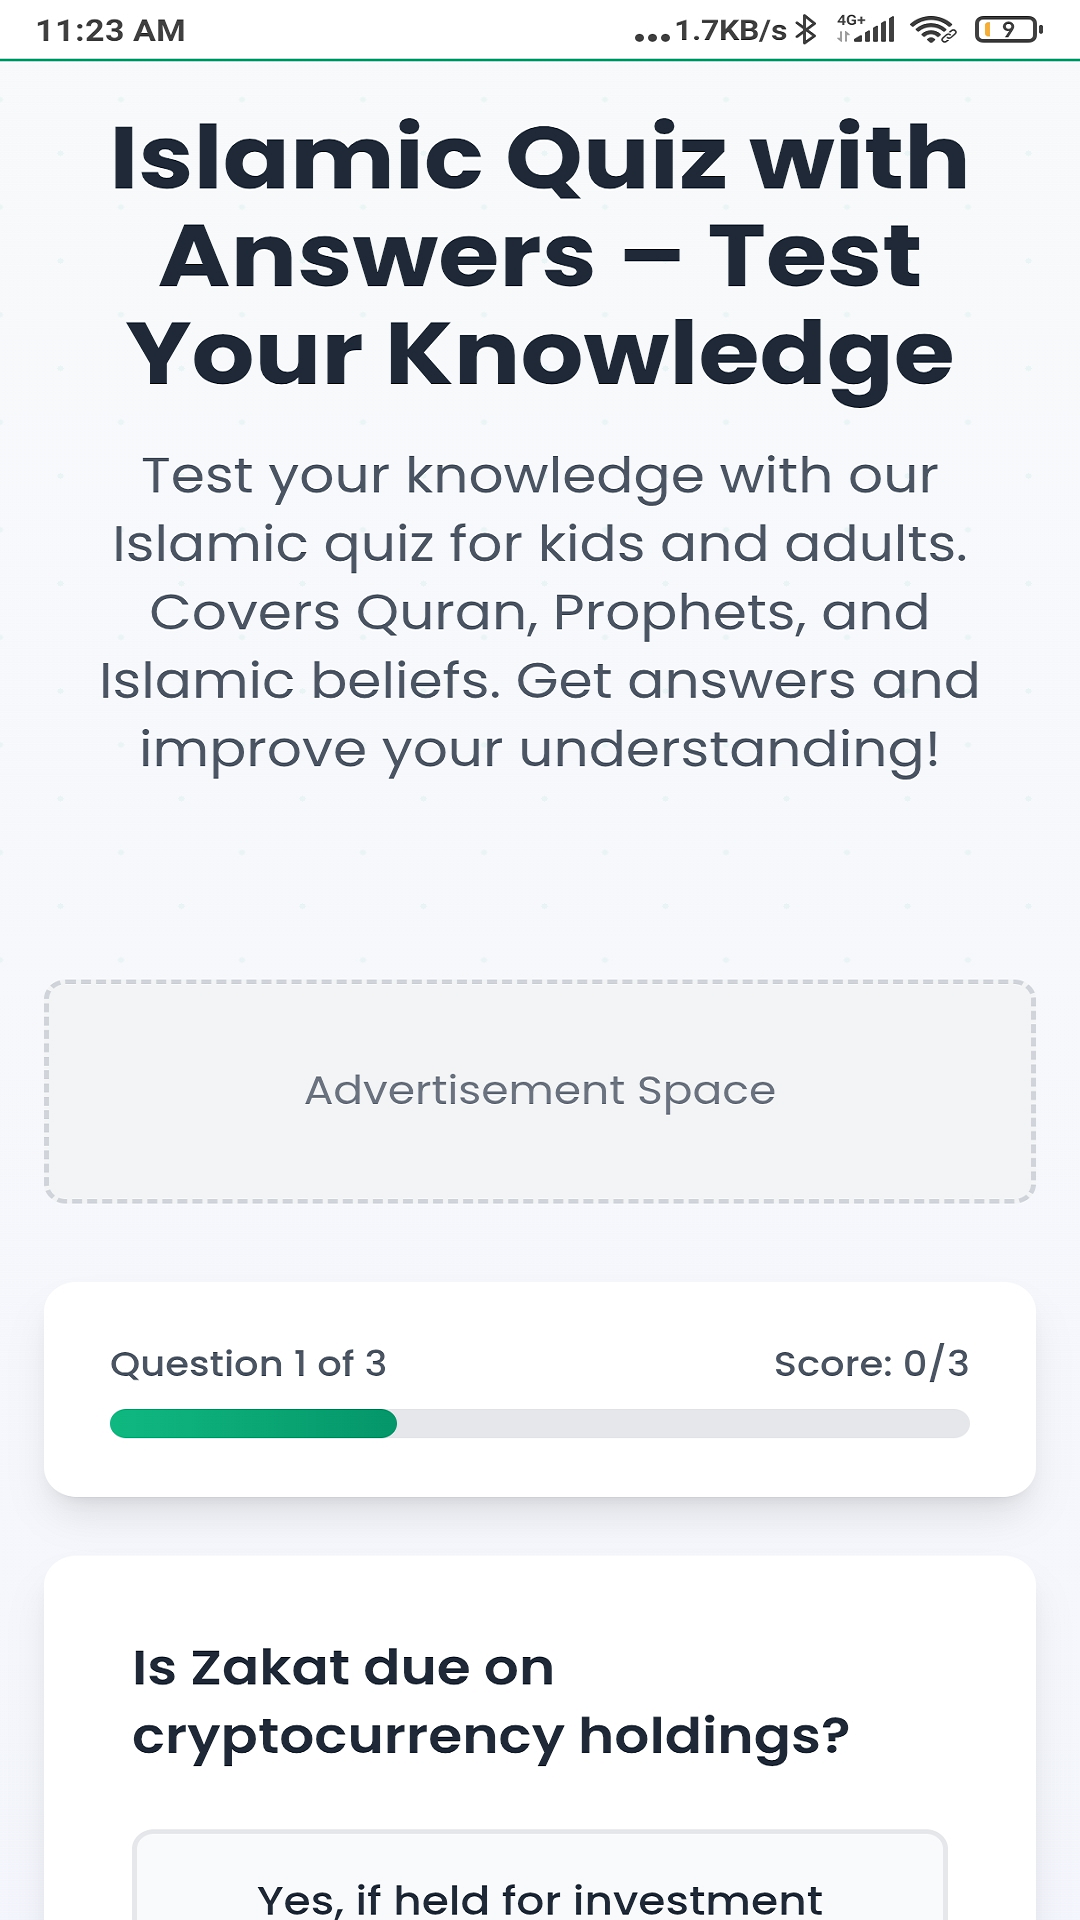 11:23 AM
...1.7KB/s 4G+ 9
Islamic Quiz with
Answers – Test
Your Knowledge
Test your knowledge with our
Islamic quiz for kids and adults.
Covers Quran, Prophets, and
Islamic beliefs. Get answers and
improve your understanding!
Advertisement Space
Question 1 of 3
Score: 0/3
Is Zakat due on
cryptocurrency holdings?
Yes, if held for investment